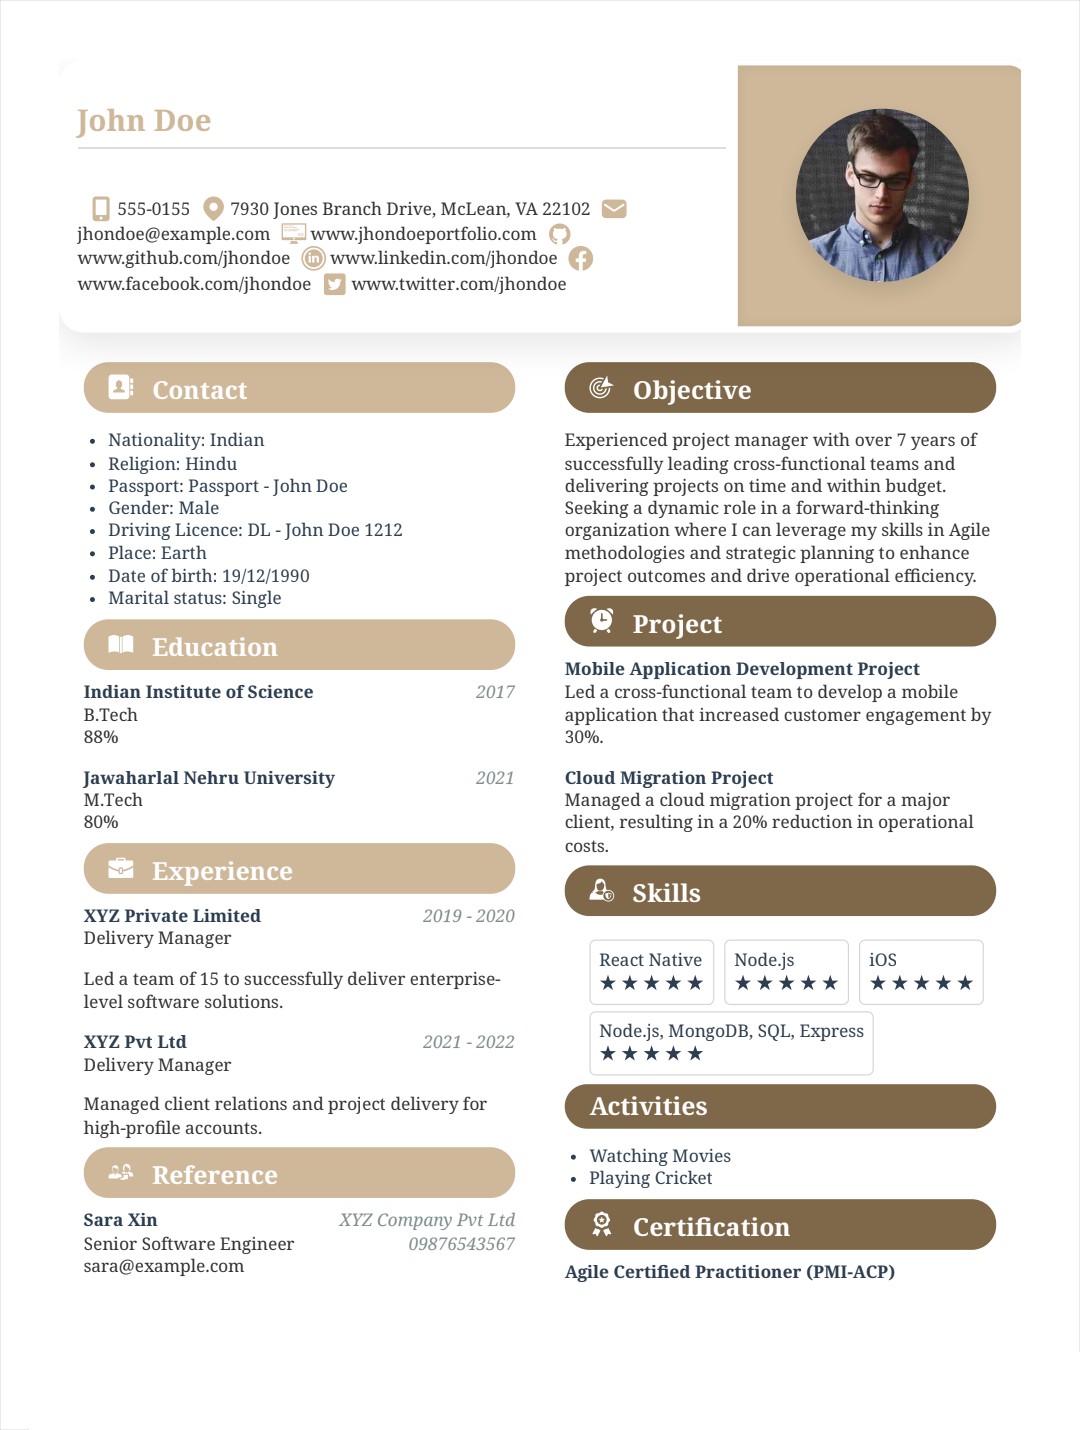 John Doe
555-0155 7930 Jones Branch Drive, McLean, VA 22102
jhondoe@example.com www.jhondoeportfolio.com
www.github.com/jhondoe www.linkedin.com/jhondoe
www.facebook.com/jhondoe www.twitter.com/jhondoe
Contact
• Nationality: Indian
• Religion: Hindu
• Passport: Passport - John Doe
• Gender: Male
• Driving Licence: DL - John Doe 1212
• Place: Earth
• Date of birth: 19/12/1990
• Marital status: Single
Education
Indian Institute of Science 2017
B.Tech
88%
Jawaharlal Nehru University 2021
M.Tech
80%
Experience
XYZ Private Limited 2019 - 2020
Delivery Manager
Led a team of 15 to successfully deliver enterprise-
level software solutions.
XYZ Pvt Ltd 2021 - 2022
Delivery Manager
Managed client relations and project delivery for
high-profile accounts.
Reference
Sara Xin XYZ Company Pvt Ltd
Senior Software Engineer 09876543567
sara@example.com
Objective
Experienced project manager with over 7 years of
successfully leading cross-functional teams and
delivering projects on time and within budget.
Seeking a dynamic role in a forward-thinking
organization where I can leverage my skills in Agile
methodologies and strategic planning to enhance
project outcomes and drive operational efficiency.
Project
Mobile Application Development Project
Led a cross-functional team to develop a mobile
application that increased customer engagement by
30%.
Cloud Migration Project
Managed a cloud migration project for a major
client, resulting in a 20% reduction in operational
costs.
Skills
React Native Node.js iOS
★★★★★ ★★★★★ ★★★★★
Node.js, MongoDB, SQL, Express
★★★★★
Activities
• Watching Movies
• Playing Cricket
Certification
Agile Certified Practitioner (PMI-ACP)